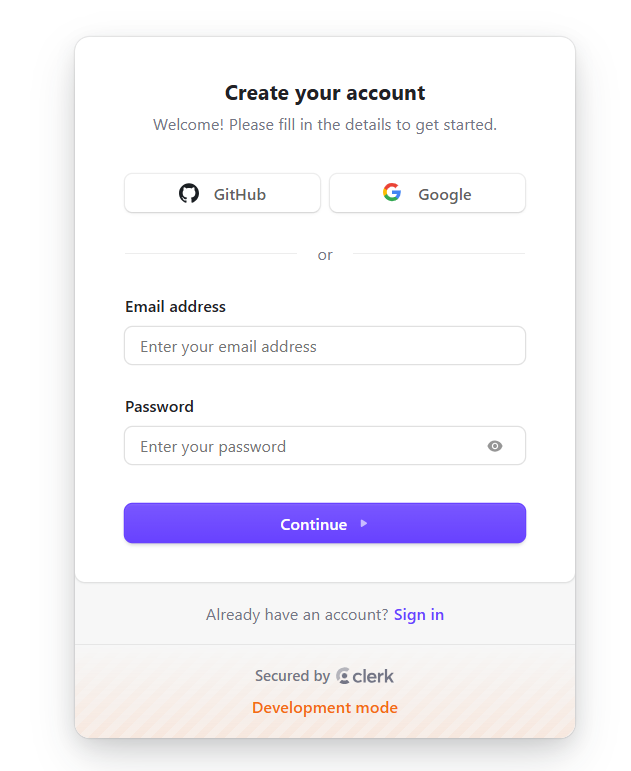 Create your account
Welcome! Please fill in the details to get started.
GitHub
Google
or
Email address
Enter your email address
Password
Enter your password
Continue
Already have an account? Sign in
Secured by clerk
Development mode